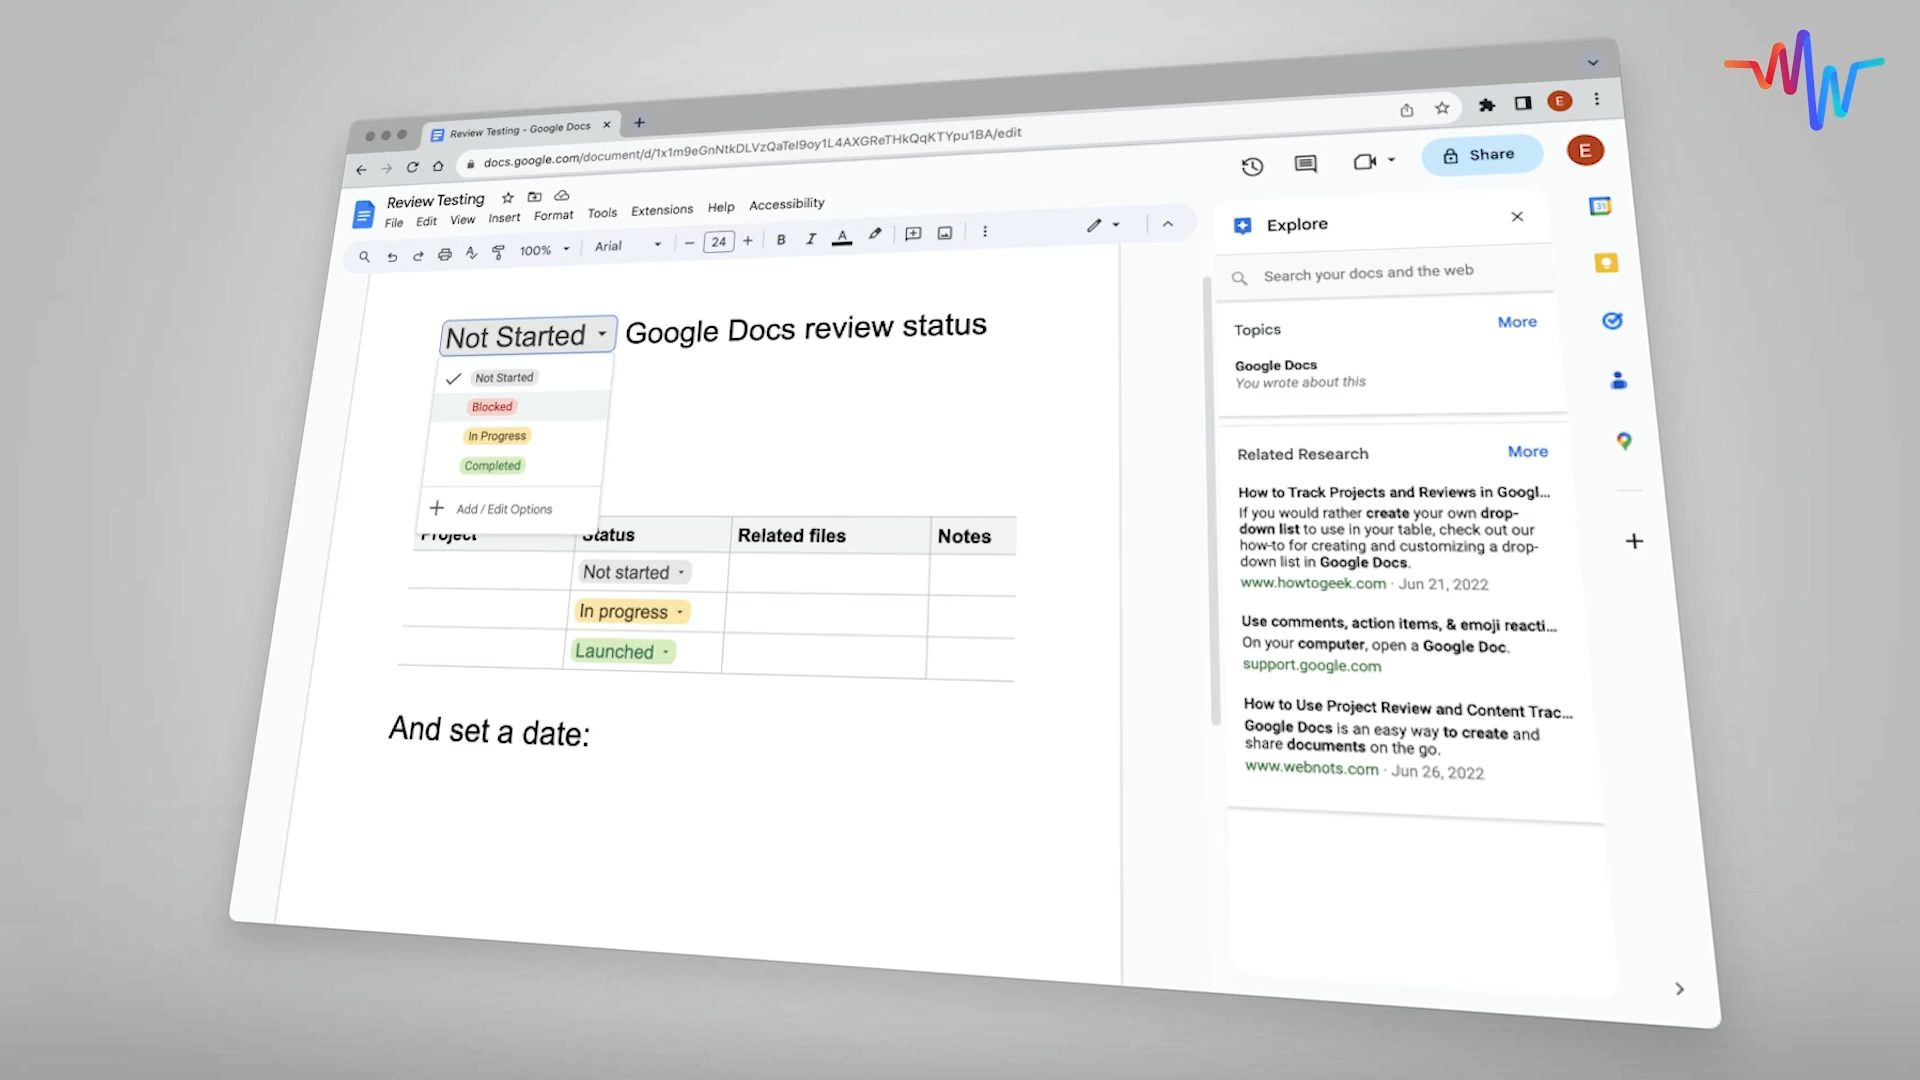 Review Testing - Google Docs
docs.google.com/document/d/1x1m9eGnNtkDLVzQaTeI9oy1L4AXGReTHkQqKTYpu1BA/edit
E
Review Testing
File Edit View Insert Format Tools Extensions Help Accessibility
Share
E
100% Arial 24 B I A
Not Started Google Docs review status
Not Started
Blocked
In Progress
Completed
Add / Edit Options
Project Status Related files Notes
Not started
In progress
Launched
And set a date:
Explore
Search your docs and the web
Topics More
Google Docs
You wrote about this
Related Research More
How to Track Projects and Reviews in Googl...
If you would rather create your own drop-
down list to use in your table, check out our
how-to for creating and customizing a drop-
down list in Google Docs.
www.howtogeek.com · Jun 21, 2022
Use comments, action items, & emoji reacti...
On your computer, open a Google Doc.
support.google.com
How to Use Project Review and Content Trac...
Google Docs is an easy way to create and
share documents on the go.
www.webnots.com · Jun 26, 2022
31
MW